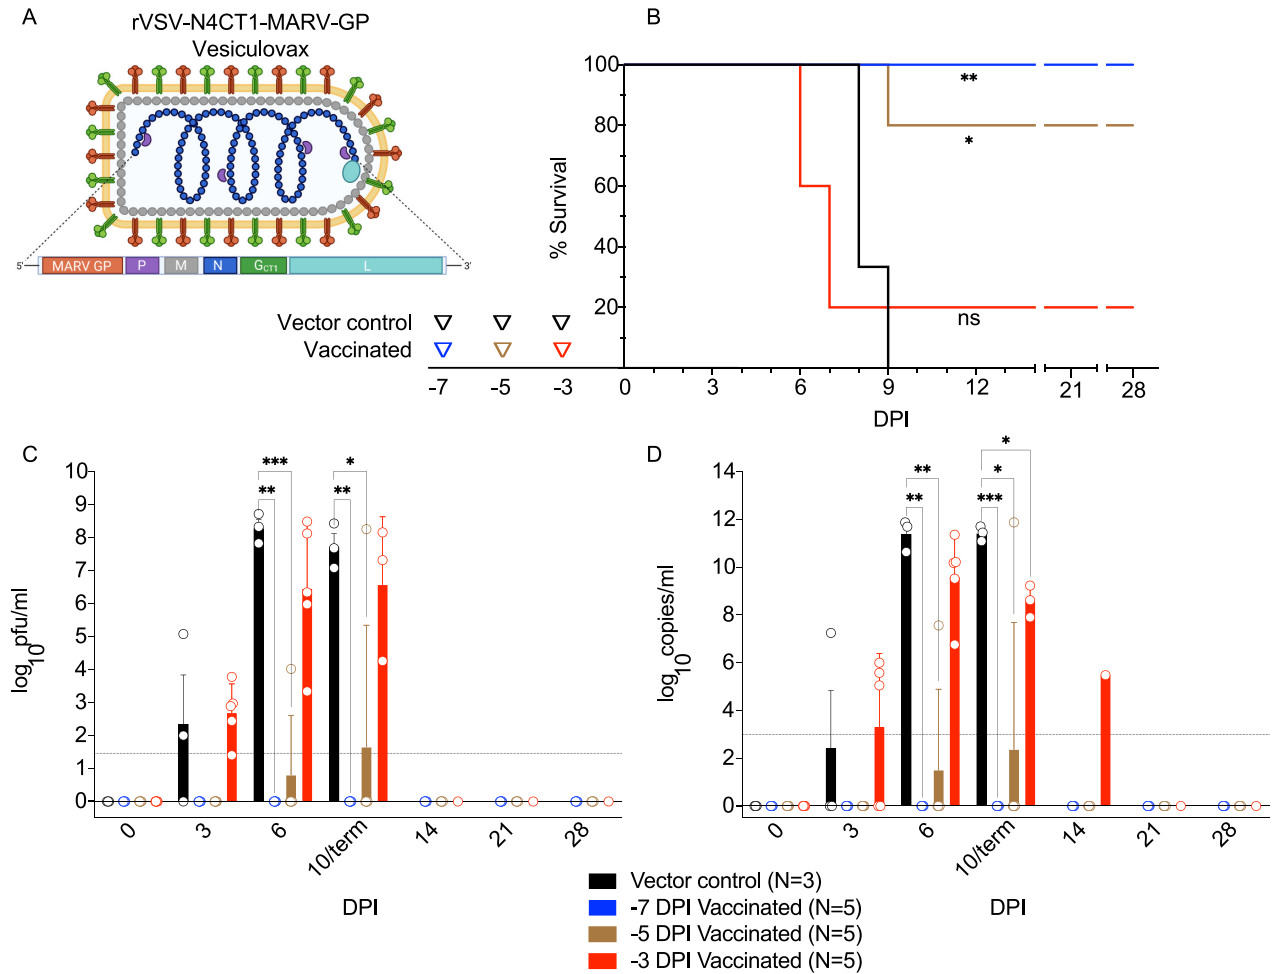 A
rVSV-N4CT1-MARV-GP
Vesiculovax
5'
MARV GP
P
M
N
GCT1
L
3'
Vector control
Vaccinated
-7
-5
-3
B
% Survival
100
80
60
40
20
**
*
ns
0
3
6
9
12
21
28
DPI
C
log10 pfu/ml
10
9
8
7
6
5
4
3
2
1
0
***
**
*
**
0
3
6
10/term
14
21
28
DPI
D
log10 copies/ml
14
12
10
8
6
4
2
0
**
**
*
*
***
0
3
6
10/term
14
21
28
DPI
Vector control (N=3)
-7 DPI Vaccinated (N=5)
-5 DPI Vaccinated (N=5)
-3 DPI Vaccinated (N=5)